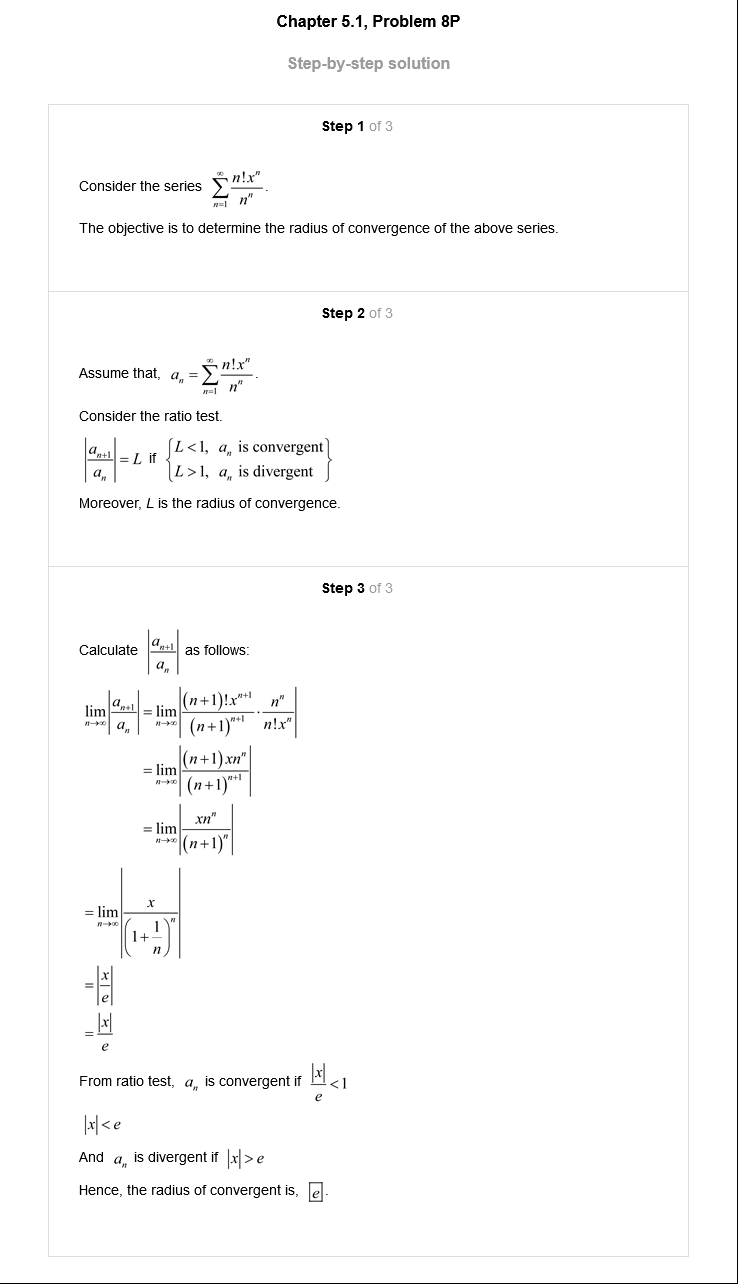 Chapter 5.1, Problem 8P
Step-by-step solution
Step 1 of 3
Consider the series $\sum_{n=1}^{\infty} \frac{n!x^n}{n^n}$.
The objective is to determine the radius of convergence of the above series.
Step 2 of 3
Assume that, $a_n = \sum_{n=1}^{\infty} \frac{n!x^n}{n^n}$.
Consider the ratio test.
$\left|\frac{a_{n+1}}{a_n}\right| = L$ if $\left\{\begin{matrix} L<1, & a_n \text{ is convergent} \\ L>1, & a_n \text{ is divergent} \end{matrix}\right\}$
Moreover, L is the radius of convergence.
Step 3 of 3
Calculate $\left|\frac{a_{n+1}}{a_n}\right|$ as follows:
$\lim_{n\to\infty}\left|\frac{a_{n+1}}{a_n}\right| = \lim_{n\to\infty}\left|\frac{(n+1)!x^{n+1}}{(n+1)^{n+1}} \cdot \frac{n^n}{n!x^n}\right|$
$= \lim_{n\to\infty}\left|\frac{(n+1)xn^n}{(n+1)^{n+1}}\right|$
$= \lim_{n\to\infty}\left|\frac{xn^n}{(n+1)^n}\right|$
$= \lim_{n\to\infty}\left|\frac{x}{\left(1+\frac{1}{n}\right)^n}\right|$
$= \left|\frac{x}{e}\right|$
$= \frac{|x|}{e}$
From ratio test, $a_n$ is convergent if $\frac{|x|}{e} < 1$
$|x| < e$
And $a_n$ is divergent if $|x| > e$
Hence, the radius of convergent is, $\boxed{e}$.